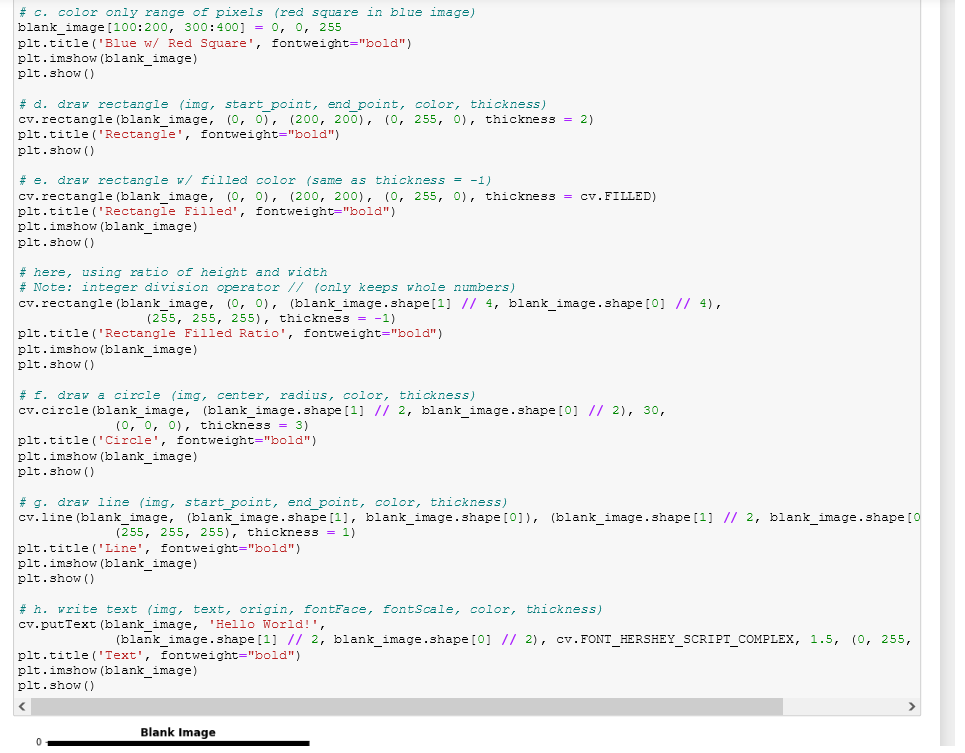 # c. color only range of pixels (red square in blue image)
blank_image[100:200, 300:400] = 0, 0, 255
plt.title('Blue w/ Red Square', fontweight="bold")
plt.imshow(blank_image)
plt.show()
# d. draw rectangle (img, start_point, end_point, color, thickness)
cv.rectangle(blank_image, (0, 0), (200, 200), (0, 255, 0), thickness = 2)
plt.title('Rectangle', fontweight="bold")
plt.show()
# e. draw rectangle w/ filled color (same as thickness = -1)
cv.rectangle(blank_image, (0, 0), (200, 200), (0, 255, 0), thickness = cv.FILLED)
plt.title('Rectangle Filled', fontweight="bold")
plt.imshow(blank_image)
plt.show()
# here, using ratio of height and width
# Note: integer division operator // (only keeps whole numbers)
cv.rectangle(blank_image, (0, 0), (blank_image.shape[1] // 4, blank_image.shape[0] // 4),
(255, 255, 255), thickness = -1)
plt.title('Rectangle Filled Ratio', fontweight="bold")
plt.imshow(blank_image)
plt.show()
# f. draw a circle (img, center, radius, color, thickness)
cv.circle(blank_image, (blank_image.shape[1] // 2, blank_image.shape[0] // 2), 30,
(0, 0, 0), thickness = 3)
plt.title('Circle', fontweight="bold")
plt.imshow(blank_image)
plt.show()
# g. draw line (img, start_point, end_point, color, thickness)
cv.line(blank_image, (blank_image.shape[1], blank_image.shape[0]), (blank_image.shape[1] // 2, blank_image.shape[0
(255, 255, 255), thickness = 1)
plt.title('Line', fontweight="bold")
plt.imshow(blank_image)
plt.show()
# h. write text (img, text, origin, fontFace, fontScale, color, thickness)
cv.putText(blank_image, 'Hello World!',
(blank_image.shape[1] // 2, blank_image.shape[0] // 2), cv.FONT_HERSHEY_SCRIPT_COMPLEX, 1.5, (0, 255,
plt.title('Text', fontweight="bold")
plt.imshow(blank_image)
plt.show()
Blank Image
0